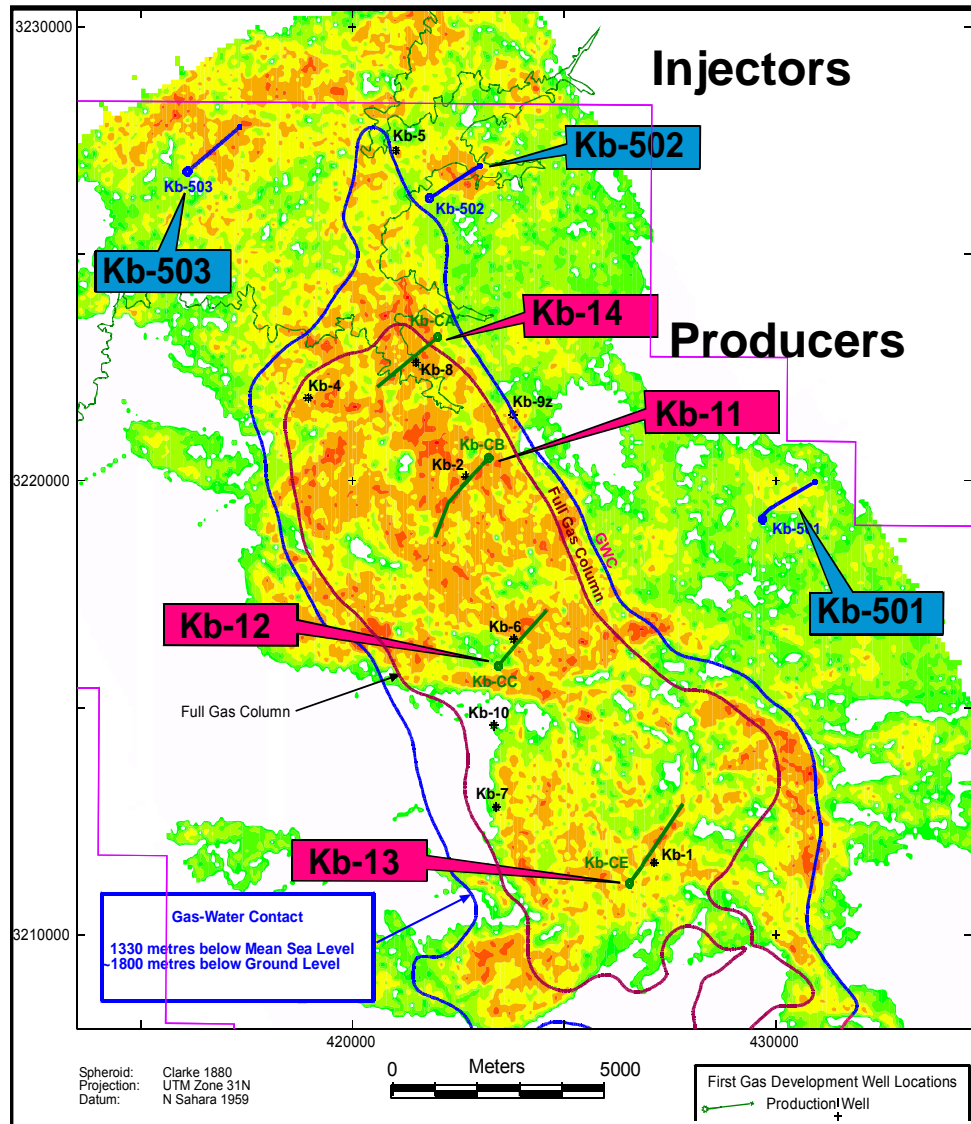 3230000
Injectors
Kb-5
Kb-502
Kb-503
Kb-502
Kb-503
Kb-14
Kb-CA
Producers
Kb-8
Kb-4
Kb-9z
Kb-11
Kb-CB
Kb-2
3220000
Full Gas Column
GWC
Kb-501
Kb-501
Kb-12
Kb-6
Kb-CC
Full Gas Column
Kb-10
Kb-7
Kb-13
Kb-CE
Kb-1
Gas-Water Contact
1330 metres below Mean Sea Level
~1800 metres below Ground Level
3210000
420000
430000
Spheroid: Clarke 1880
Projection: UTM Zone 31N
Datum: N Sahara 1959
0 Meters 5000
First Gas Development Well Locations
Production Well